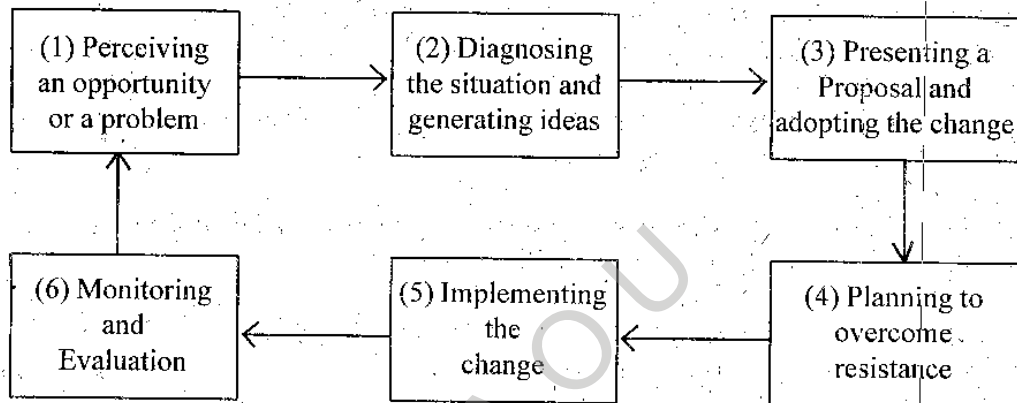 (1) Perceiving
an opportunity
or a problem
(2) Diagnosing
the situation and
generating ideas
(3) Presenting a
Proposal and
adopting the change
(4) Planning to
overcome
resistance
(5) Implementing
the
change
(6) Monitoring
and
Evaluation
OU